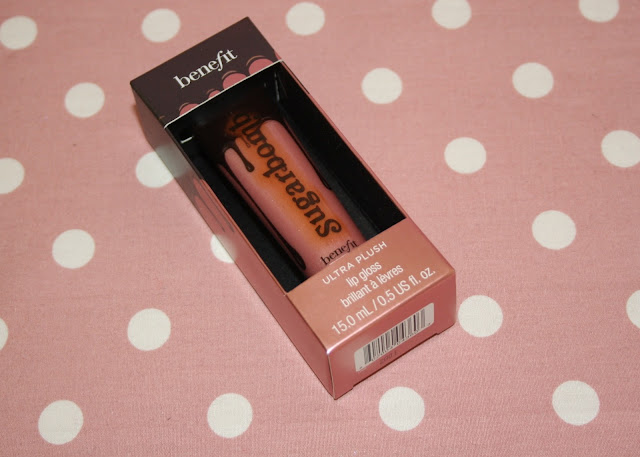 benefit
Sugarbomb
benefit
ULTRA PLUSH
lip gloss
brillant à lèvres
15.0 mL / 0.5 US fl. oz.